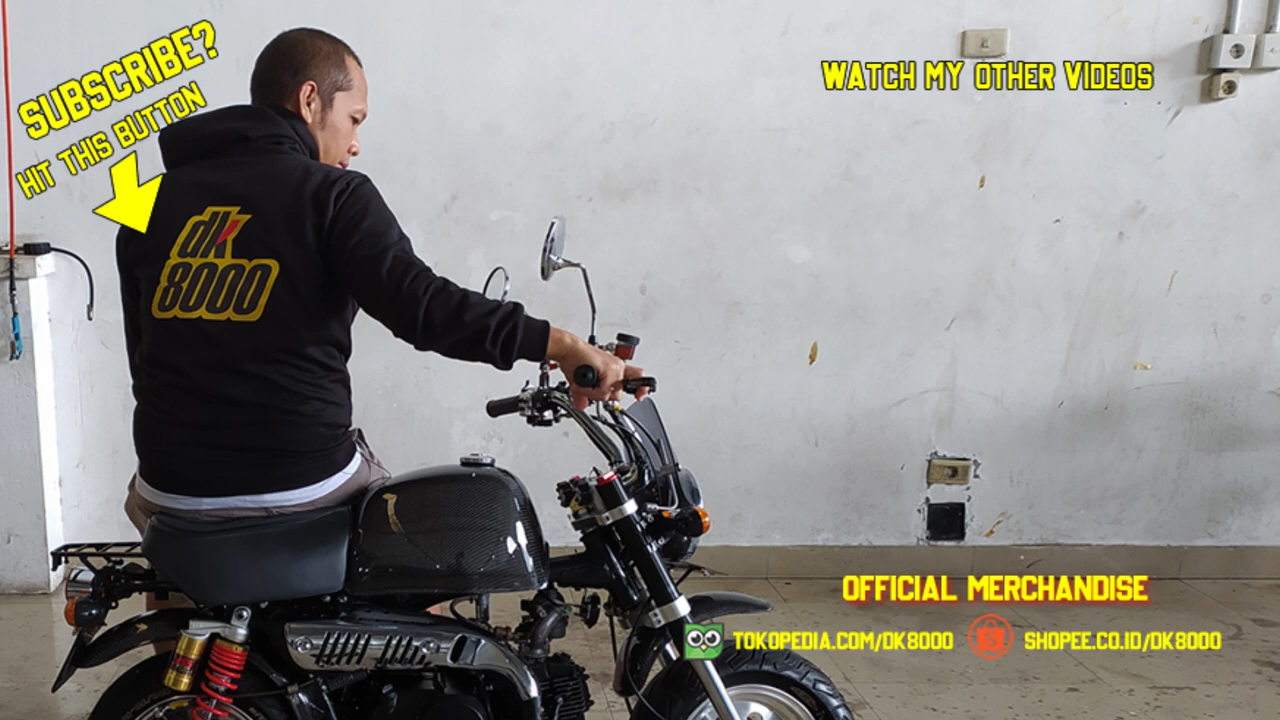 SUBSCRIBE?
HIT THIS BUTTON
WATCH MY OTHER VIDEOS
dk
8000
OFFICIAL MERCHANDISE
TOKOPEDIA.COM/DK8000
SHOPEE.CO.ID/DK8000